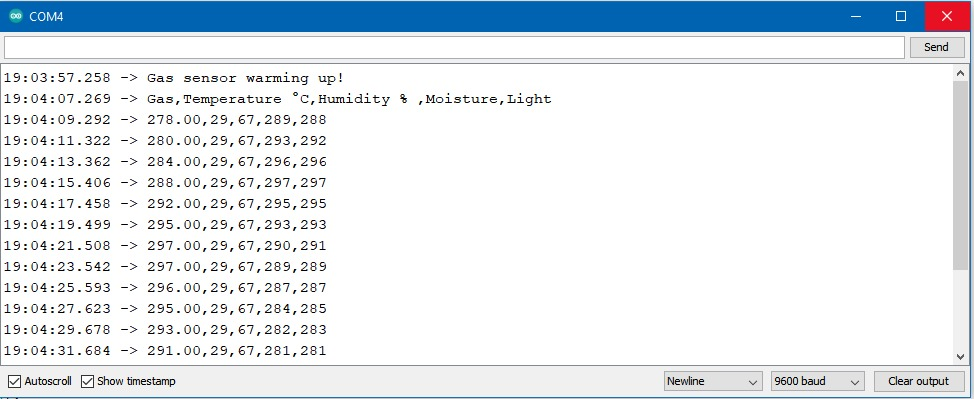 COM4
Send
19:03:57.258 -> Gas sensor warming up!
19:04:07.269 -> Gas,Temperature °C,Humidity % ,Moisture,Light
19:04:09.292 -> 278.00,29,67,289,288
19:04:11.322 -> 280.00,29,67,293,292
19:04:13.362 -> 284.00,29,67,296,296
19:04:15.406 -> 288.00,29,67,297,297
19:04:17.458 -> 292.00,29,67,295,295
19:04:19.499 -> 295.00,29,67,293,293
19:04:21.508 -> 297.00,29,67,290,291
19:04:23.542 -> 297.00,29,67,289,289
19:04:25.593 -> 296.00,29,67,287,287
19:04:27.623 -> 295.00,29,67,284,285
19:04:29.678 -> 293.00,29,67,282,283
19:04:31.684 -> 291.00,29,67,281,281
Autoscroll Show timestamp Newline 9600 baud Clear output